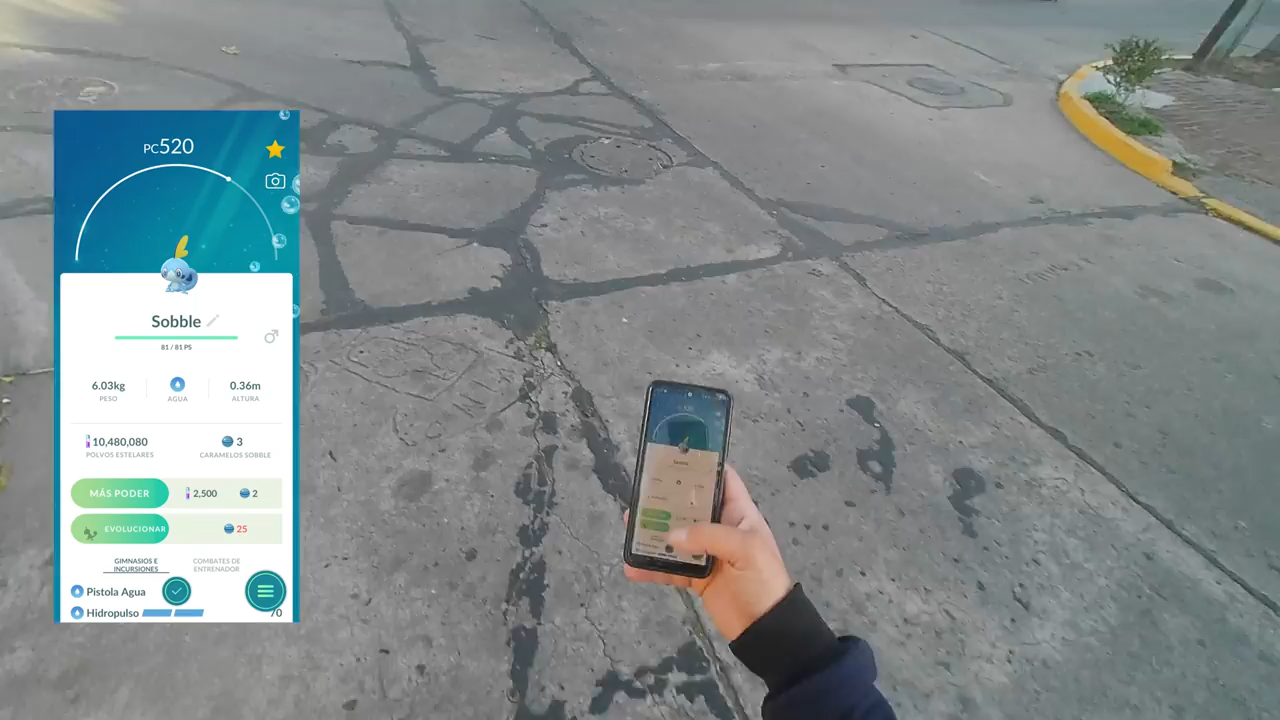 PC520
Sobble
81 / 81 PS
6.03kg
PESO
AGUA
0.36m
ALTURA
10,480,080
POLVOS ESTELARES
3
CARAMELOS SOBBLE
MÁS PODER
2,500
2
EVOLUCIONAR
25
GIMNASIOS E
INCURSIONES
COMBATES DE
ENTRENADOR
Pistola Agua
Hidropulso
70